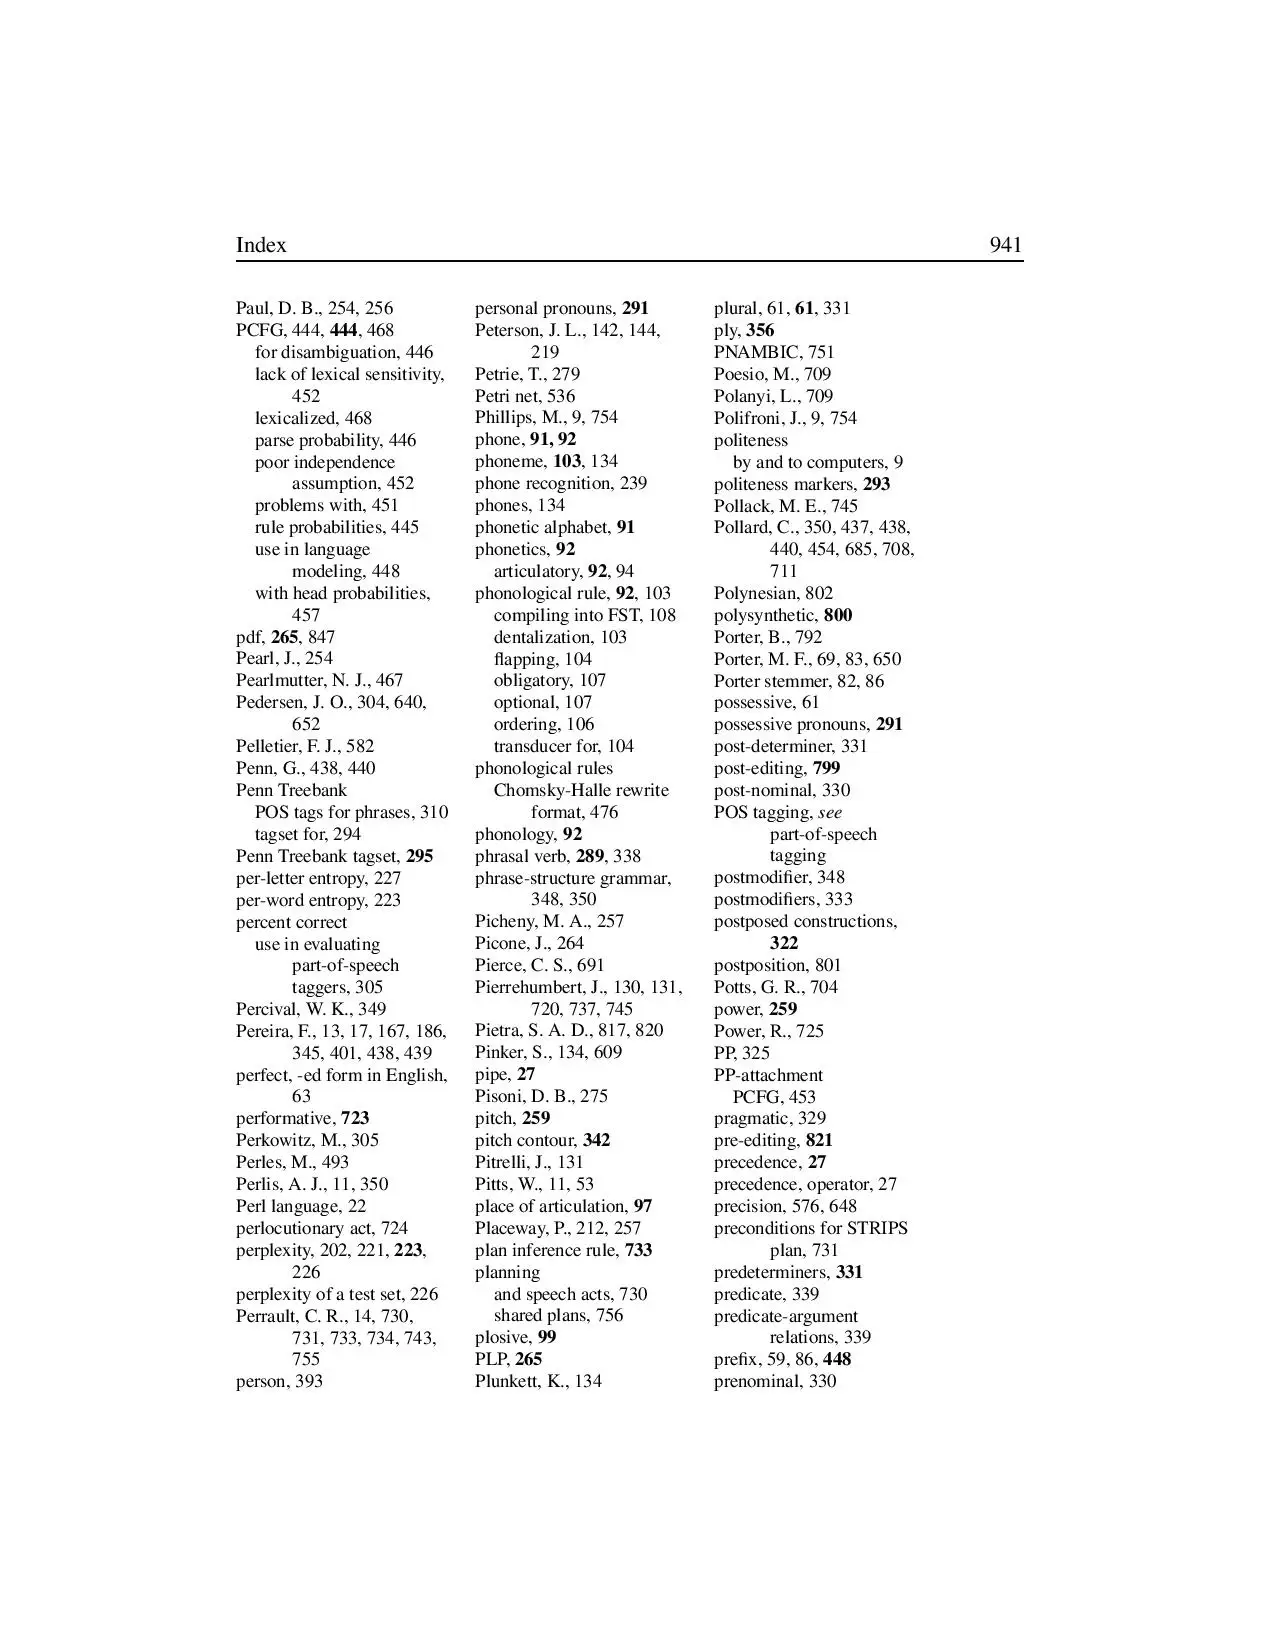 Index 941
Paul, D. B., 254, 256
PCFG, 444, 444, 468
for disambiguation, 446
lack of lexical sensitivity,
452
lexicalized, 468
parse probability, 446
poor independence
assumption, 452
problems with, 451
rule probabilities, 445
use in language
modeling, 448
with head probabilities,
457
pdf, 265, 847
Pearl, J., 254
Pearlmutter, N. J., 467
Pedersen, J. O., 304, 640,
652
Pelletier, F. J., 582
Penn, G., 438, 440
Penn Treebank
POS tags for phrases, 310
tagset for, 294
Penn Treebank tagset, 295
per-letter entropy, 227
per-word entropy, 223
percent correct
use in evaluating
part-of-speech
taggers, 305
Percival, W. K., 349
Pereira, F., 13, 17, 167, 186,
345, 401, 438, 439
perfect, -ed form in English,
63
performative, 723
Perkowitz, M., 305
Perles, M., 493
Perlis, A. J., 11, 350
Perl language, 22
perlocutionary act, 724
perplexity, 202, 221, 223,
226
perplexity of a test set, 226
Perrault, C. R., 14, 730,
731, 733, 734, 743,
755
person, 393
personal pronouns, 291
Peterson, J. L., 142, 144,
219
Petrie, T., 279
Petri net, 536
Phillips, M., 9, 754
phone, 91, 92
phoneme, 103, 134
phone recognition, 239
phones, 134
phonetic alphabet, 91
phonetics, 92
articulatory, 92, 94
phonological rule, 92, 103
compiling into FST, 108
dentalization, 103
flapping, 104
obligatory, 107
optional, 107
ordering, 106
transducer for, 104
phonological rules
Chomsky-Halle rewrite
format, 476
phonology, 92
phrasal verb, 289, 338
phrase-structure grammar,
348, 350
Picheny, M. A., 257
Picone, J., 264
Pierce, C. S., 691
Pierrehumbert, J., 130, 131,
720, 737, 745
Pietra, S. A. D., 817, 820
Pinker, S., 134, 609
pipe, 27
Pisoni, D. B., 275
pitch, 259
pitch contour, 342
Pitrelli, J., 131
Pitts, W., 11, 53
place of articulation, 97
Placeway, P., 212, 257
plan inference rule, 733
planning
and speech acts, 730
shared plans, 756
plosive, 99
PLP, 265
Plunkett, K., 134
plural, 61, 61, 331
ply, 356
PNAMBIC, 751
Poesio, M., 709
Polanyi, L., 709
Polifroni, J., 9, 754
politeness
by and to computers, 9
politeness markers, 293
Pollack, M. E., 745
Pollard, C., 350, 437, 438,
440, 454, 685, 708,
711
Polynesian, 802
polysynthetic, 800
Porter, B., 792
Porter, M. F., 69, 83, 650
Porter stemmer, 82, 86
possessive, 61
possessive pronouns, 291
post-determiner, 331
post-editing, 799
post-nominal, 330
POS tagging, see
part-of-speech
tagging
postmodifier, 348
postmodifiers, 333
postposed constructions,
322
postposition, 801
Potts, G. R., 704
power, 259
Power, R., 725
PP, 325
PP-attachment
PCFG, 453
pragmatic, 329
pre-editing, 821
precedence, 27
precedence, operator, 27
precision, 576, 648
preconditions for STRIPS
plan, 731
predeterminers, 331
predicate, 339
predicate-argument
relations, 339
prefix, 59, 86, 448
prenominal, 330